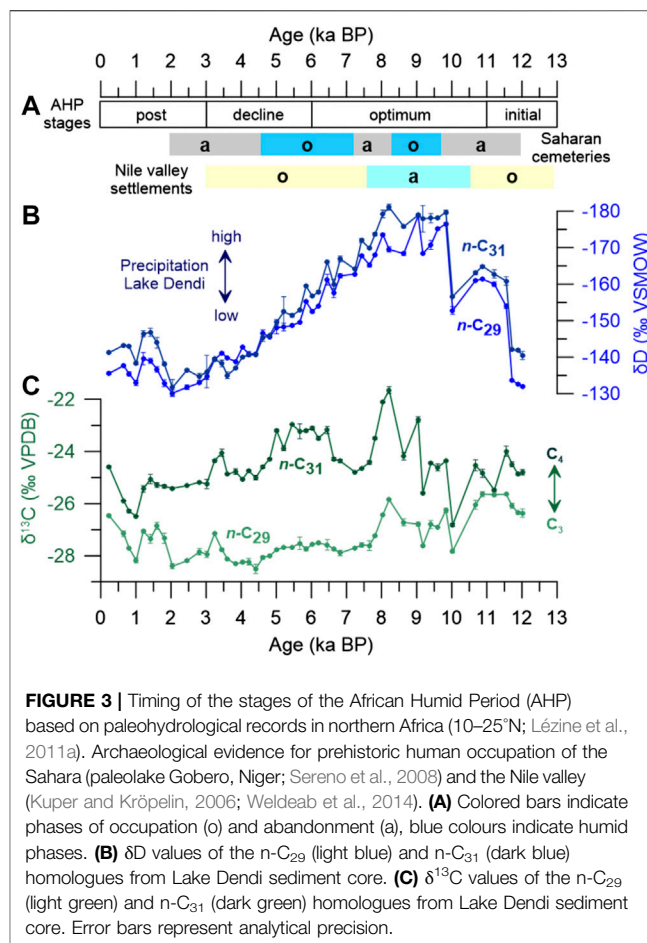 Age (ka BP)
0 1 2 3 4 5 6 7 8 9 10 11 12 13
A
AHP stages
post decline optimum initial
a o a o a
Saharan cemeteries
Nile valley settlements
o a o
B
high
Precipitation Lake Dendi
low
n-C31
n-C29
-180
-170
-160
-150
-140
-130
δD (‰ VSMOW)
C
-22
-24
-26
-28
δ13C (‰ VPDB)
n-C31
n-C29
C4
C3
0 1 2 3 4 5 6 7 8 9 10 11 12 13
Age (ka BP)
FIGURE 3 | Timing of the stages of the African Humid Period (AHP)
based on paleohydrological records in northern Africa (10–25°N; Lézine et al.,
2011a). Archaeological evidence for prehistoric human occupation of the
Sahara (paleolake Gobero, Niger; Sereno et al., 2008) and the Nile valley
(Kuper and Kröpelin, 2006; Weldeab et al., 2014). (A) Colored bars indicate
phases of occupation (o) and abandonment (a), blue colours indicate humid
phases. (B) δD values of the n-C29 (light blue) and n-C31 (dark blue)
homologues from Lake Dendi sediment core. (C) δ13C values of the n-C29
(light green) and n-C31 (dark green) homologues from Lake Dendi sediment
core. Error bars represent analytical precision.